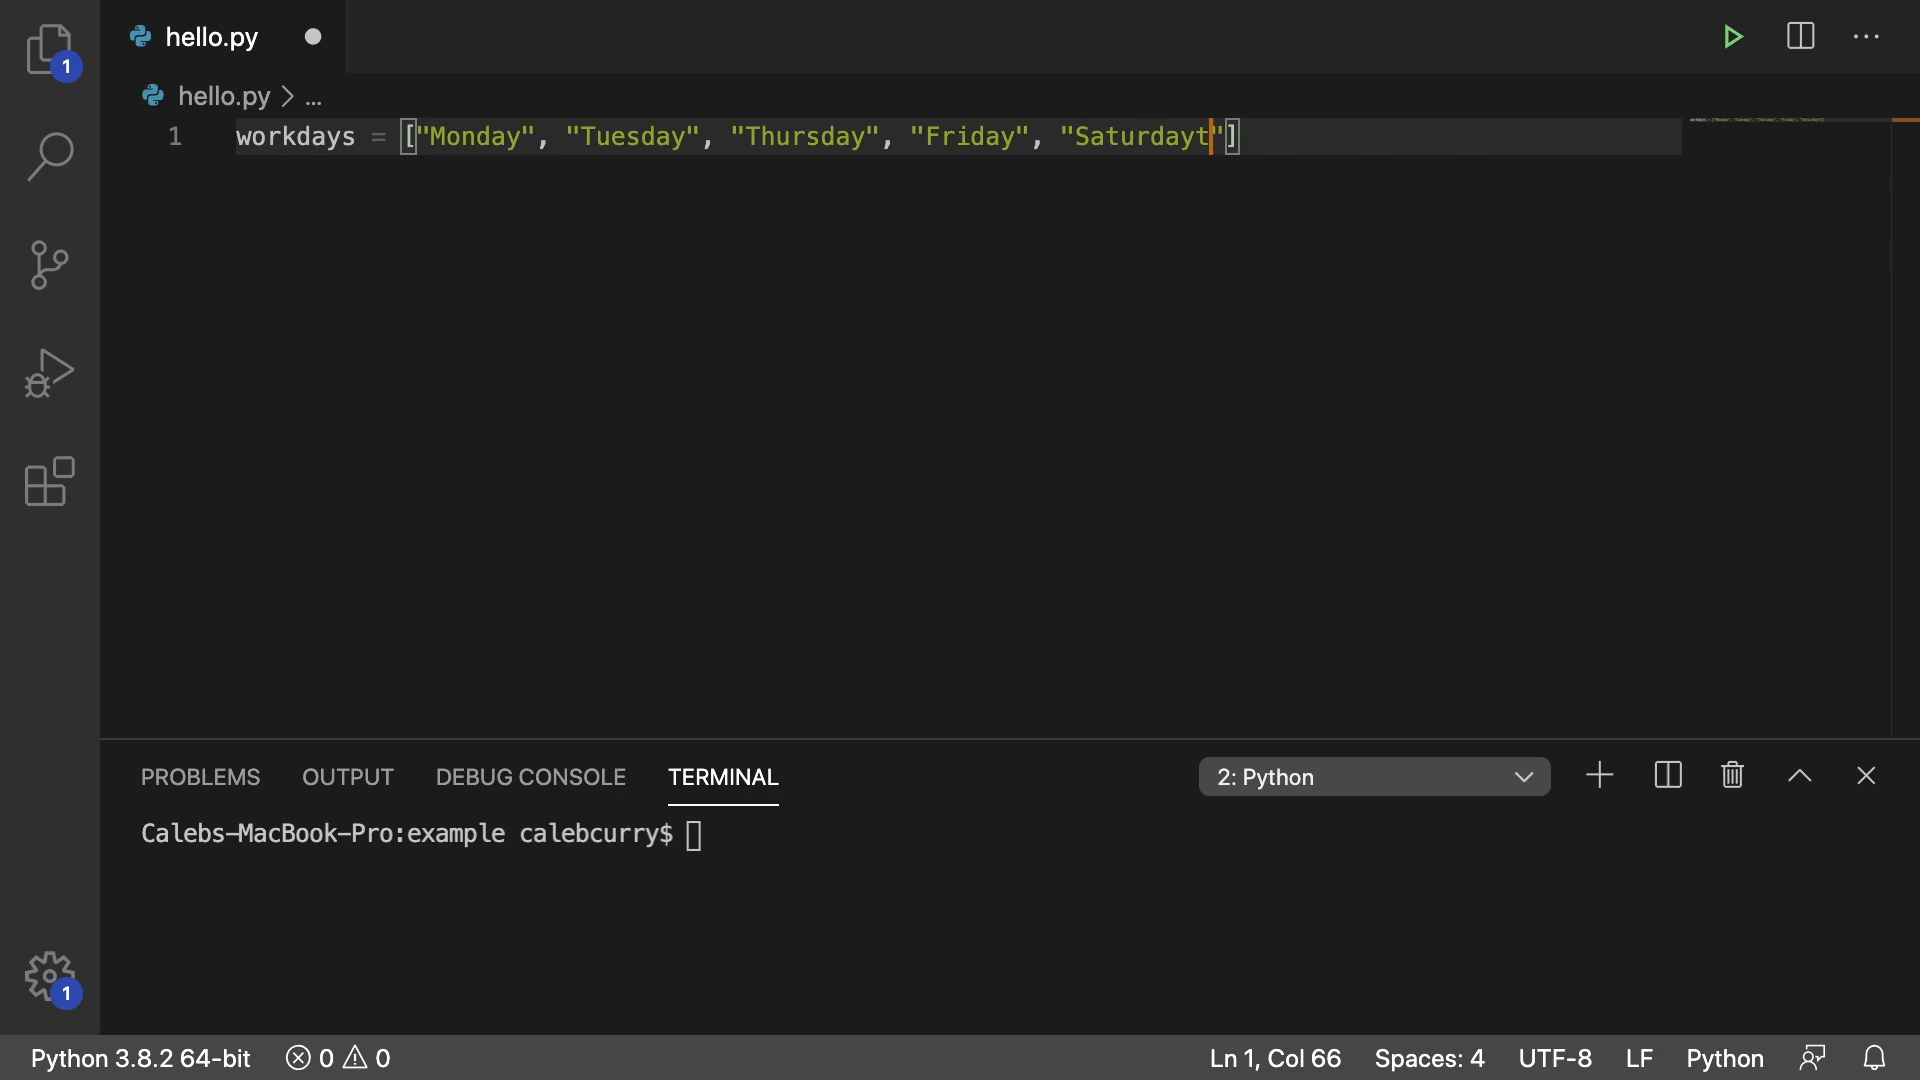 hello.py
1
hello.py > ...
1 workdays = ["Monday", "Tuesday", "Thursday", "Friday", "Saturdayt"]
PROBLEMS OUTPUT DEBUG CONSOLE TERMINAL 2: Python
Calebs-MacBook-Pro:example calebcurry$
1
Python 3.8.2 64-bit 0 0 Ln 1, Col 66 Spaces: 4 UTF-8 LF Python